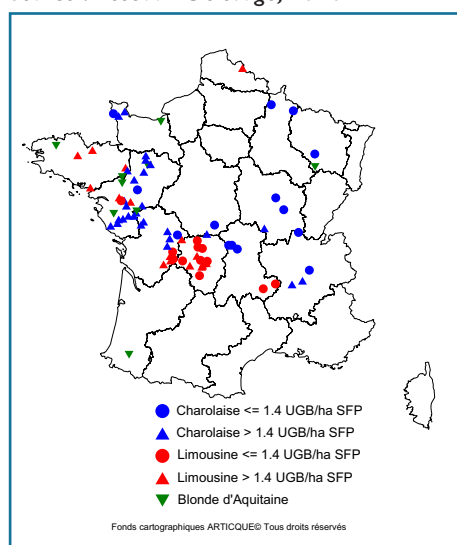 Charolaise <= 1.4 UGB/ha SFP
Charolaise > 1.4 UGB/ha SFP
Limousine <= 1.4 UGB/ha SFP
Limousine > 1.4 UGB/ha SFP
Blonde d'Aquitaine
Fonds cartographiques ARTICQUE© Tous droits réservés